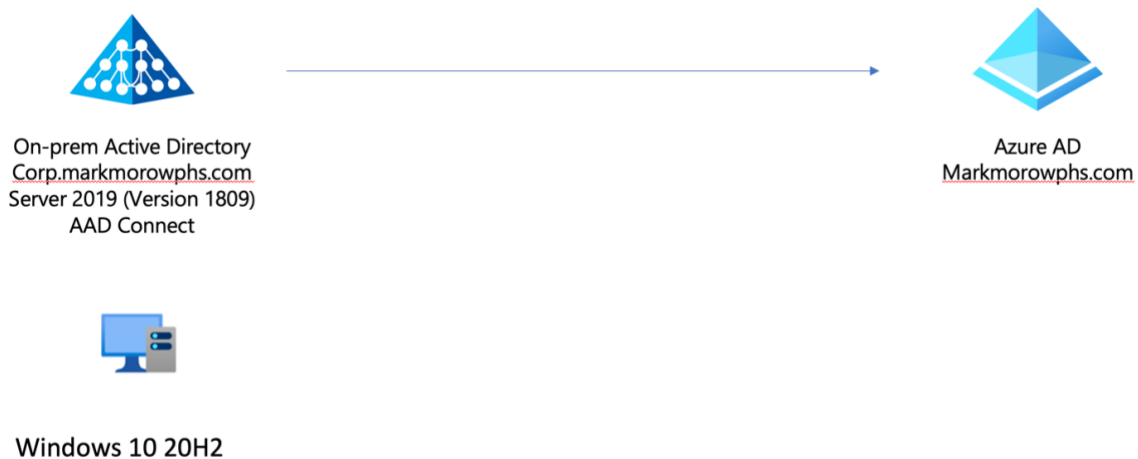 On-prem Active Directory
Corp.markmorowphs.com
Server 2019 (Version 1809)
AAD Connect
Azure AD
Markmorowphs.com
Windows 10 20H2